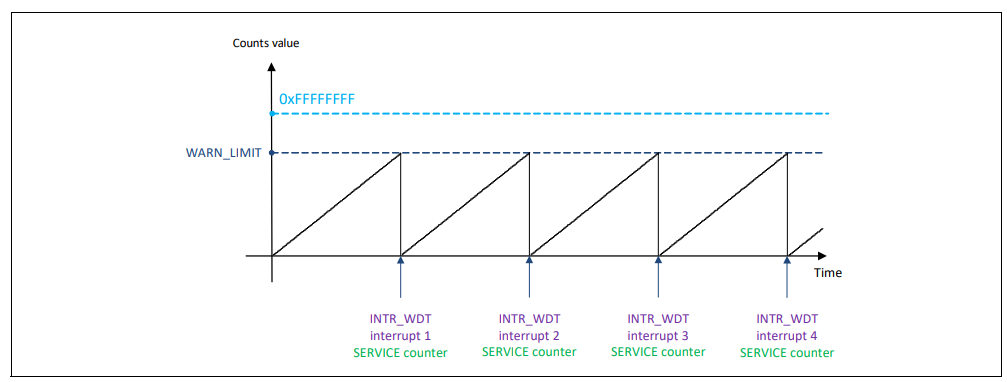 Counts value
0xFFFFFFFF
WARN_LIMIT
Time
INTR_WDT INTR_WDT INTR_WDT INTR_WDT
interrupt 1 interrupt 2 interrupt 3 interrupt 4
SERVICE counter SERVICE counter SERVICE counter SERVICE counter